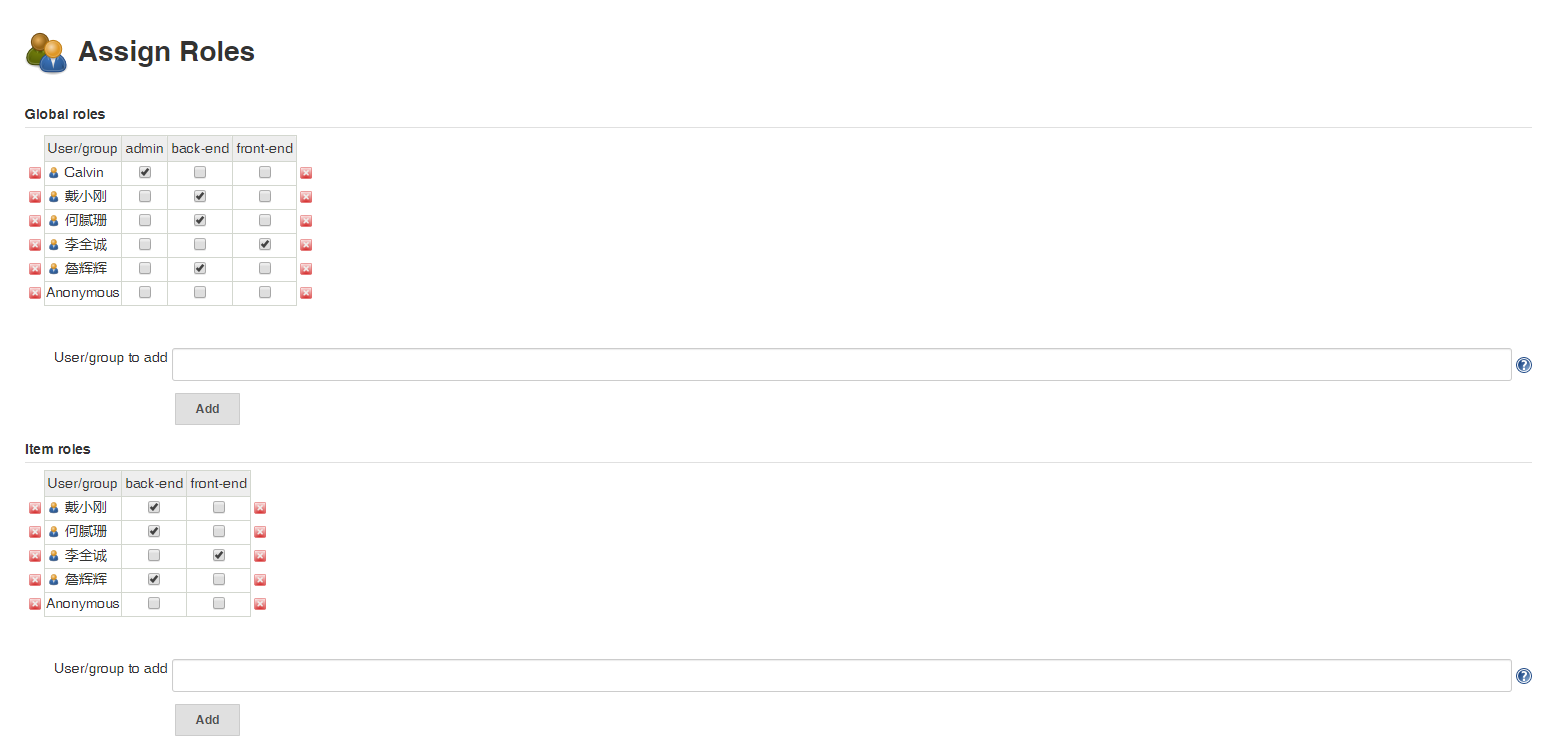 Assign Roles
Global roles
User/group admin back-end front-end
Calvin
戴小刚
何腻珊
李全诚
詹辉辉
Anonymous
User/group to add
Add
Item roles
User/group back-end front-end
戴小刚
何腻珊
李全诚
詹辉辉
Anonymous
User/group to add
Add